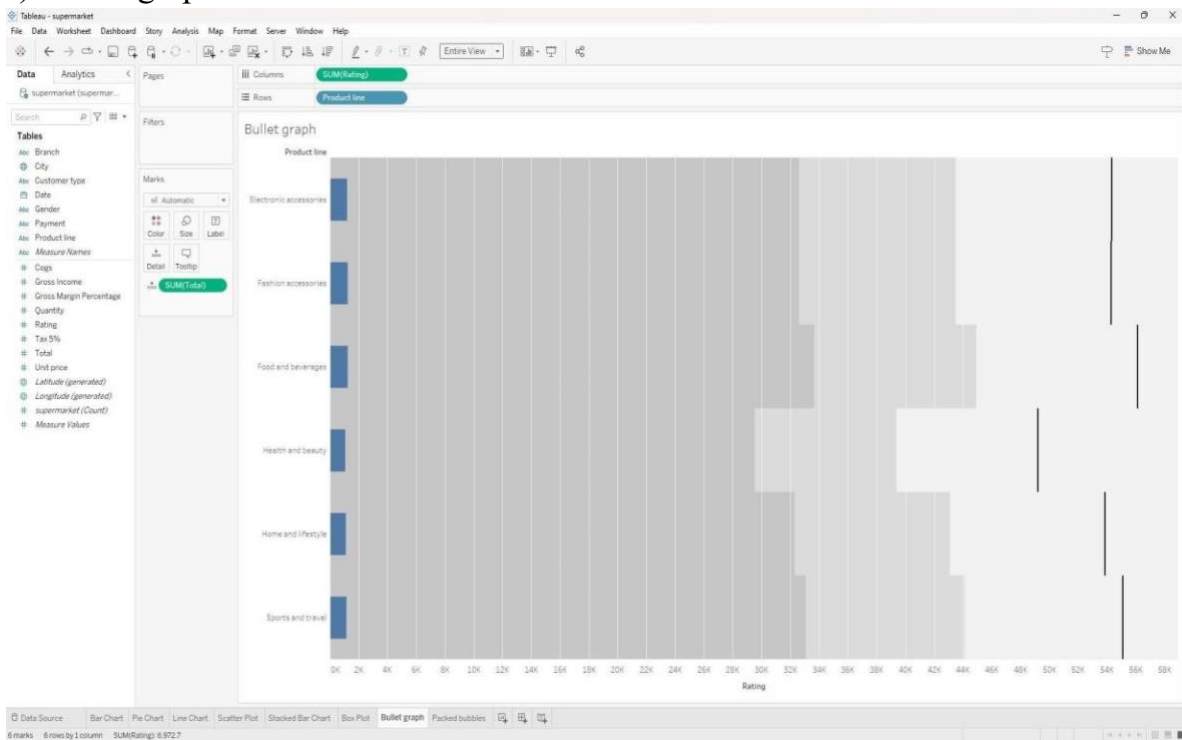 Tableau - supermarket
File Data Worksheet Dashboard Story Analysis Map Format Server Window Help
Entire View
Show Me
Data Analytics
supermarket (supermar...
Search
Tables
Abc Branch
City
Abc Customer type
Date
Abc Gender
Abc Payment
Abc Product line
Abc Measure Names
# Cogs
# Gross Income
# Gross Margin Percentage
# Quantity
# Rating
# Tax 5%
# Total
# Unit price
Latitude (generated)
Longitude (generated)
# supermarket (Count)
# Measure Values
Pages
Filters
Marks
Automatic
Color Size Label
Detail Tooltip
SUM(Total)
Columns SUM(Rating)
Rows Product line
Bullet graph
Product line
Electronic accessories
Fashion accessories
Food and beverages
Health and beauty
Home and lifestyle
Sports and travel
0K 2K 4K 6K 8K 10K 12K 14K 16K 18K 20K 22K 24K 26K 28K 30K 32K 34K 36K 38K 40K 42K 44K 46K 48K 50K 52K 54K 56K 58K
Rating
Data Source Bar Chart Pie Chart Line Chart Scatter Plot Stacked Bar Chart Box Plot Bullet graph Packed bubbles
6 marks 6 rows by 1 column SUM(Rating): 6,972.7